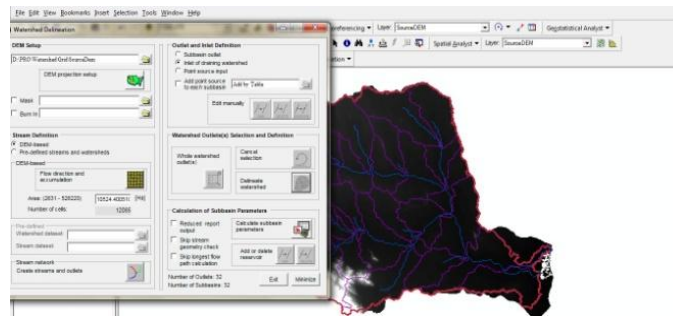 File Edit View Bookmarks Insert Selection Tools Window Help
Watershed Delineation
Layer: SourceDEM
Geostatistical Analyst
Spatial Analyst
Layer: SourceDEM
DEM Setup
DEM projection setup
Mask
Burn In
Stream Definition
DEM-based
Pre-defined streams and watersheds
DEM-based
Flow direction and
accumulation
Number of cells:
Pre-defined
Watershed dataset:
Stream dataset:
Stream network
Create streams and outlets
Outlet and Inlet Definition
Subbasin outlet
Inlet of draining watershed
Point source input
Add point source
to each subbasin
Add by Table
Edit manually
Watershed Outlets(s) Selection and Definition
Whole watershed
outlet(s)
Cancel
selection
Delineate
watershed
Calculation of Subbasin Parameters
Reduced report
output
Skip stream
geometry check
Skip longest flow
path calculation
Calculate subbasin
parameters
Add or delete
reservoir
Number of Outlets: 32
Number of Subbasins: 32
Exit
Minimize